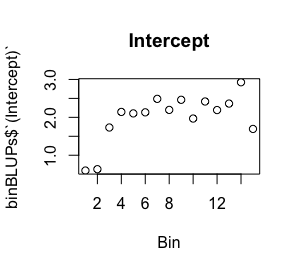 Intercept
binBLUPs$`(Intercept)`
3.0
2.0
1.0
2 4 6 8 12
Bin